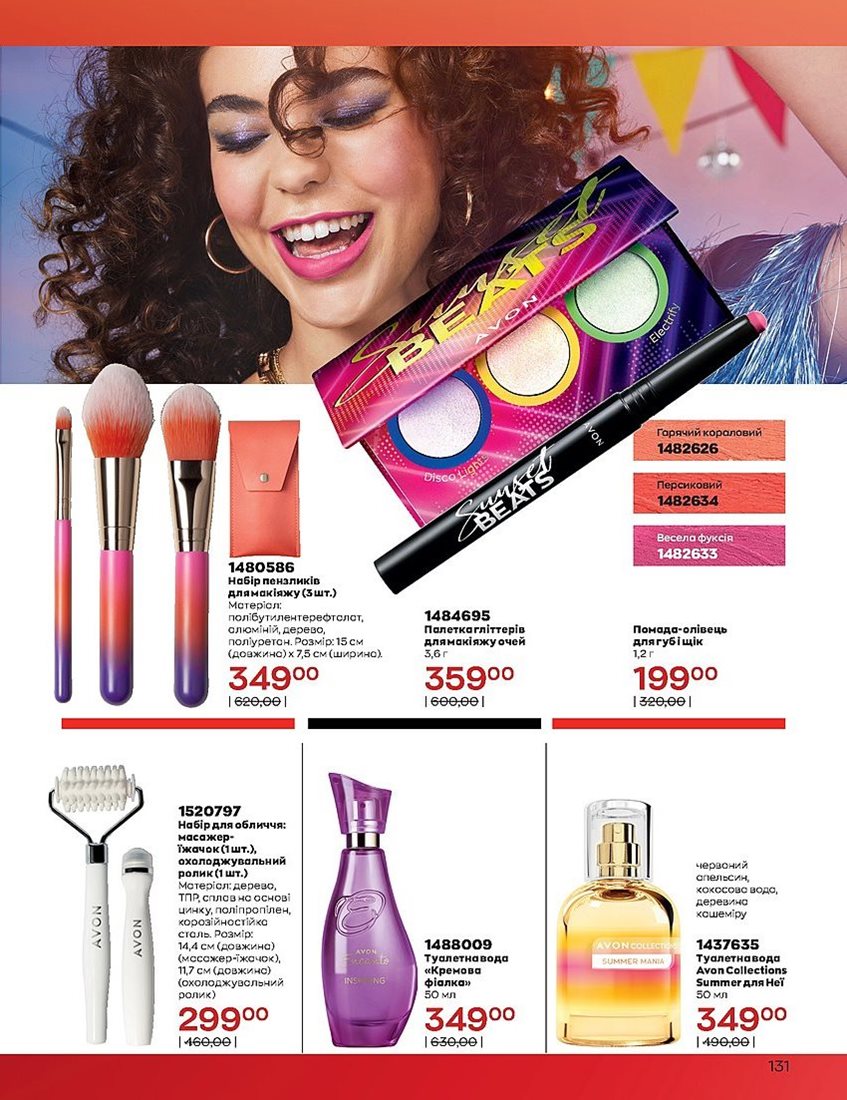 Sunset
BEATS
AVON
Electrify
Disco Lights
AVON
Sunset
BEATS
Гарячий кораловий
1482626
Персиковий
1482634
Весела фуксія
1482633
1480586
Набір пензликів
для макіяжу (3 шт.)
Матеріал:
полібутилентерефталат,
алюміній, дерево,
поліуретан. Розмір: 15 см
(довжина) х 7,5 см (ширина).
349⁰⁰
| 620,00 |
1484695
Палетка гліттерів
для макіяжу очей
3,6 г
359⁰⁰
| 600,00 |
Помада-олівець
для губ і щік
1,2 г
199⁰⁰
| 320,00 |
AVON
AVON
1520797
Набір для обличчя:
масажер-
їжачок (1 шт.),
охолоджувальний
ролик (1 шт.)
Матеріал: дерево,
ТПР, сплав на основі
цинку, поліпропілен,
корозійностійка
сталь. Розмір:
14,4 см (довжина)
(масажер-їжачок),
11,7 см (довжина)
(охолоджувальний
ролик)
299⁰⁰
| 460,00 |
AVON
Encanto
INSPIRING
1488009
Туалетна вода
«Кремова
фіалка»
50 мл
349⁰⁰
| 630,00 |
AVON COLLECTIONS
SUMMER MANIA
червоний
апельсин,
кокосова вода,
деревина
кашеміру
1437635
Туалетна вода
Avon Collections
Summer для Неї
50 мл
349⁰⁰
| 490,00 |
131